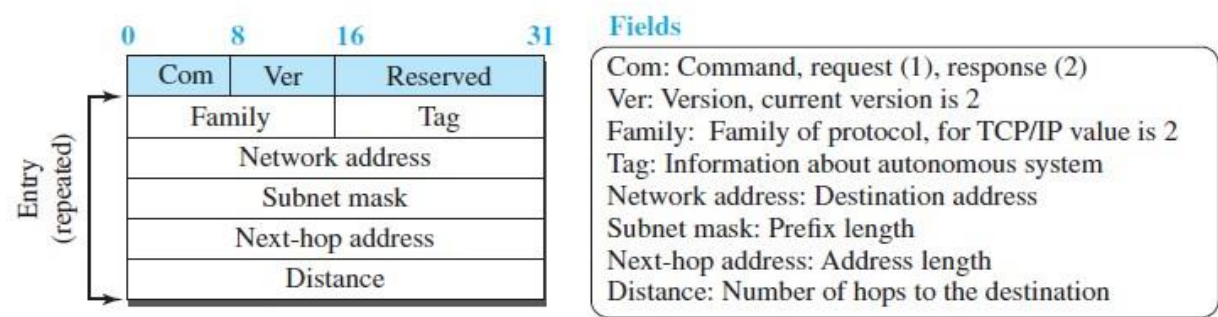 0 8 16 31
Com Ver Reserved
Family Tag
Network address
Subnet mask
Next-hop address
Distance
Entry
(repeated)
Fields
Com: Command, request (1), response (2)
Ver: Version, current version is 2
Family: Family of protocol, for TCP/IP value is 2
Tag: Information about autonomous system
Network address: Destination address
Subnet mask: Prefix length
Next-hop address: Address length
Distance: Number of hops to the destination